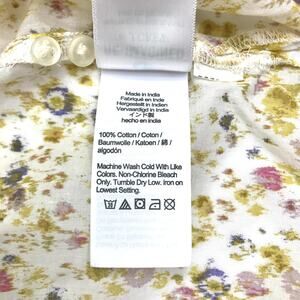 Made in India
Fabriqué en Inde
Hergestellt in Indien
Vervaardigd in India
インド製
hecho en india
100% Cotton / Coton /
Baumwolle / Katoen / 綿 /
algodón
Machine Wash Cold With Like
Colors. Non-Chlorine Bleach
Only. Tumble Dry Low. Iron on
Lowest Setting.